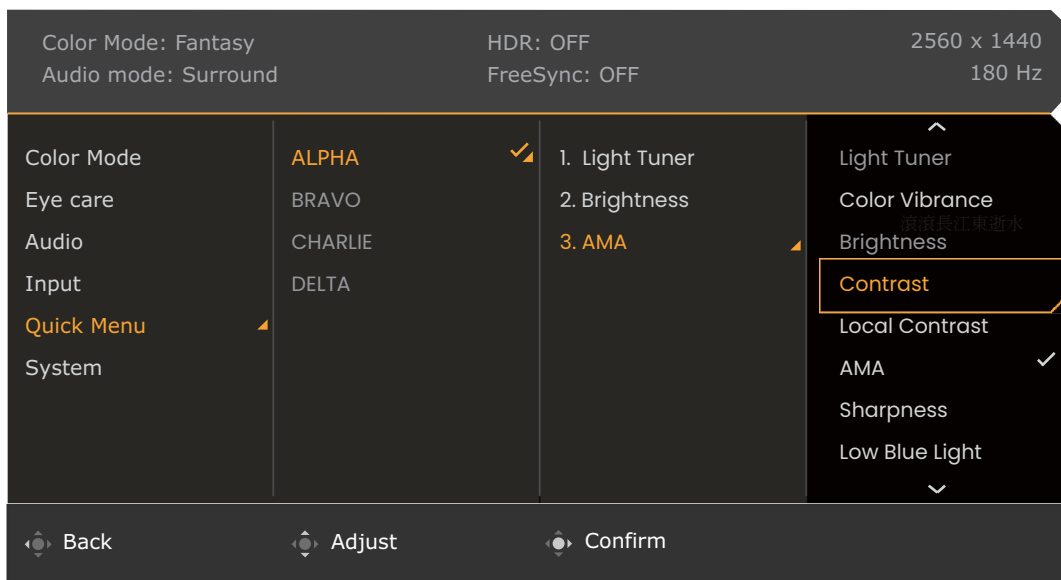 Color Mode: Fantasy
HDR: OFF
2560 x 1440
Audio mode: Surround
FreeSync: OFF
180 Hz
Color Mode
Eye care
Audio
Input
Quick Menu
System
ALPHA
BRAVO
CHARLIE
DELTA
1. Light Tuner
2. Brightness
3. AMA
Light Tuner
Color Vibrance
滾滾長江東逝水
Brightness
Contrast
Local Contrast
AMA
Sharpness
Low Blue Light
Back
Adjust
Confirm